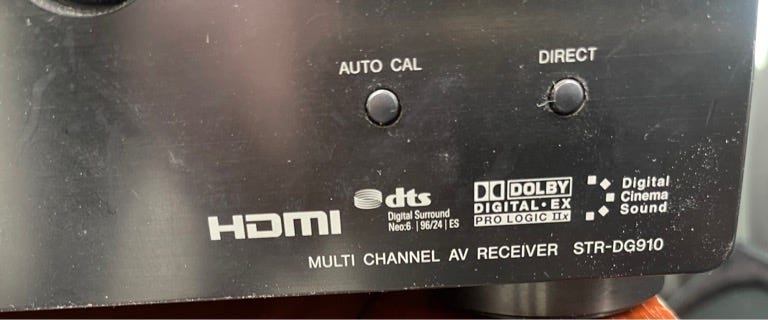 AUTO CAL
DIRECT
HDMI
dts
Digital Surround
Neo:6 | 96/24 | ES
DOLBY
DIGITAL·EX
PRO LOGIC IIx
Digital
Cinema
Sound
MULTI CHANNEL AV RECEIVER STR-DG910